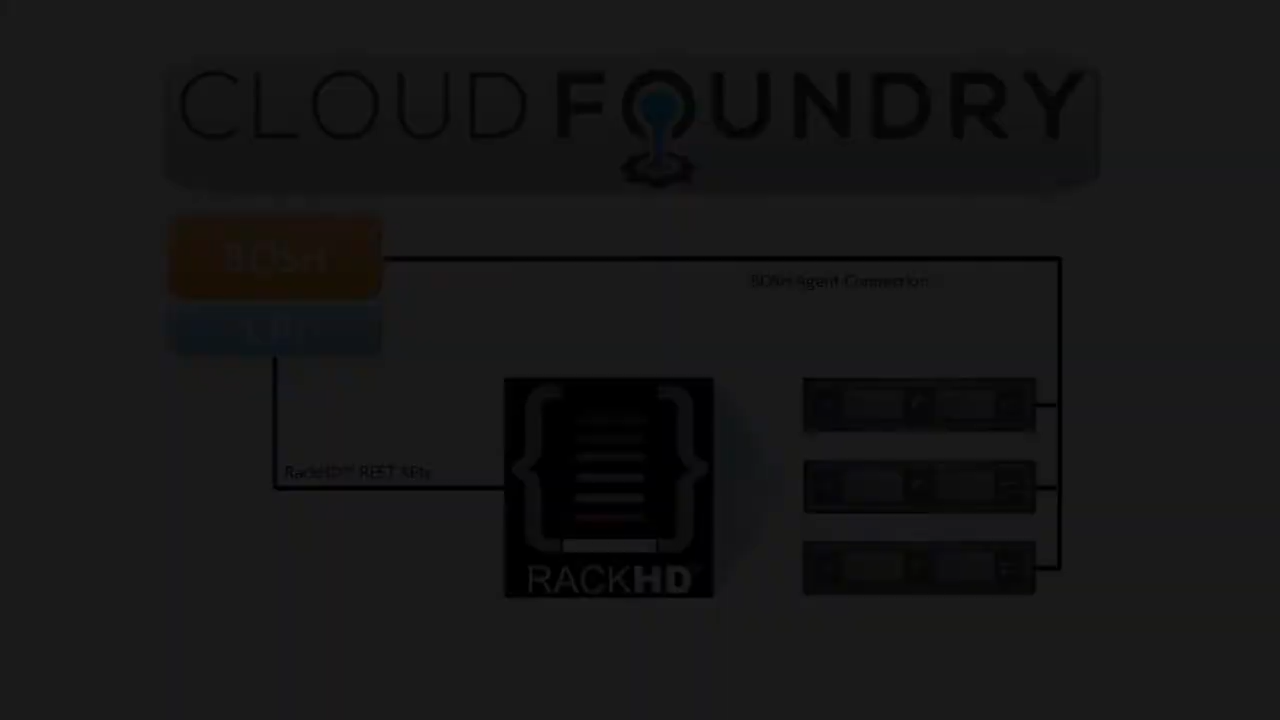 CLOUD FOUNDRY
BOSH
CPI
BOSH Agent Connection
RackHD™ REST APIs
RACKHD